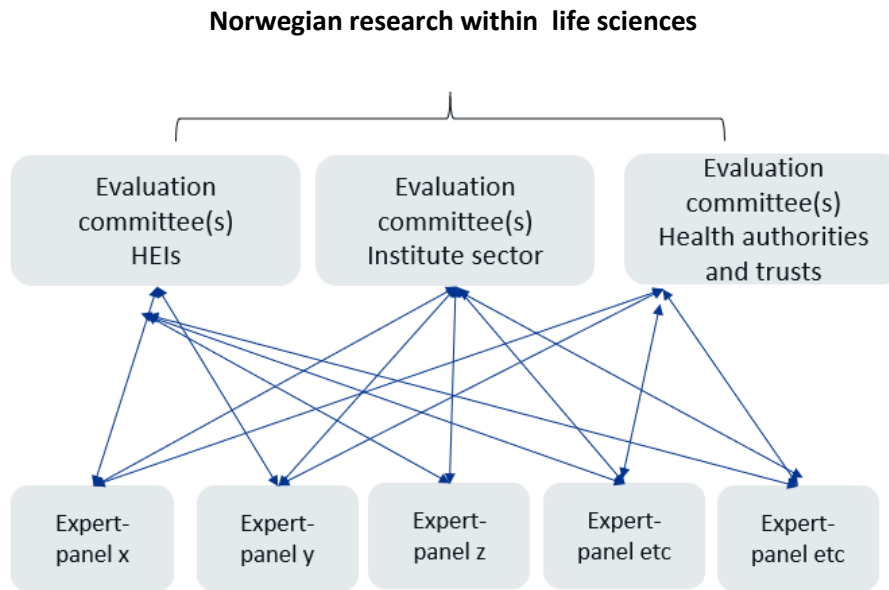 Norwegian research within  life sciences
Evaluation
committee(s)
HEIs
Evaluation
committee(s)
Institute sector
Evaluation
committee(s)
Health authorities
and trusts
Expert-
panel x
Expert-
panel y
Expert-
panel z
Expert-
panel etc
Expert-
panel etc